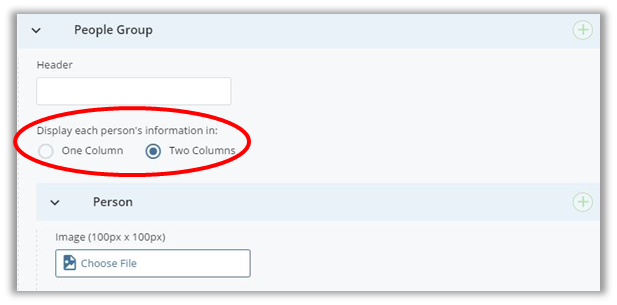 People Group
Header
Display each person's information in:
One Column Two Columns
Person
Image (100px x 100px)
Choose File